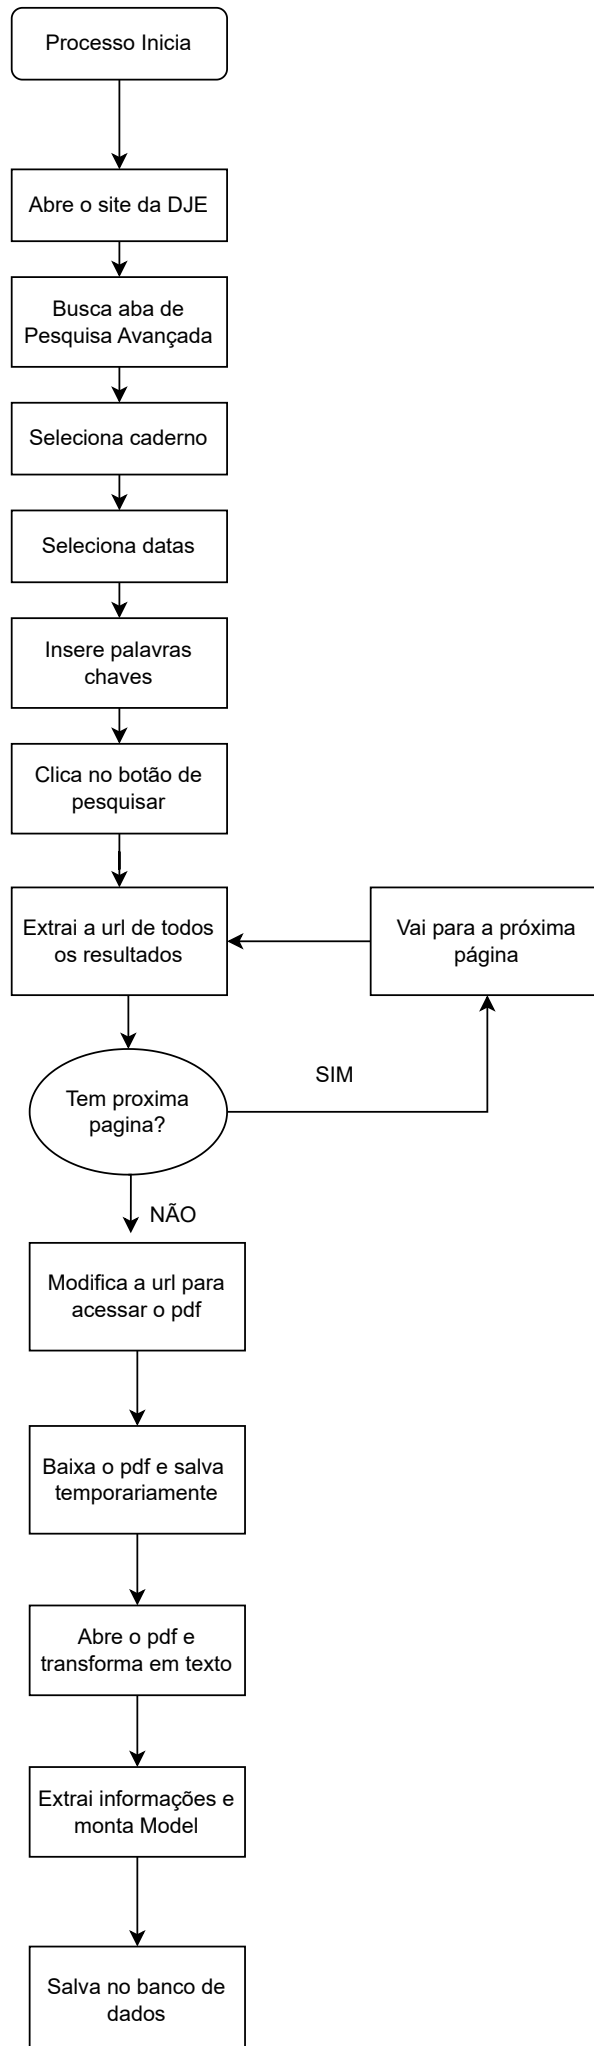 Processo Inicia
Abre o site da DJE
Busca aba de
Pesquisa Avançada
Seleciona caderno
Seleciona datas
Insere palavras
chaves
Clica no botão de
pesquisar
Extrai a url de todos
os resultados
Vai para a próxima
página
Tem proxima
pagina?
SIM
NÃO
Modifica a url para
acessar o pdf
Baixa o pdf e salva
temporariamente
Abre o pdf e
transforma em texto
Extrai informações e
monta Model
Salva no banco de
dados